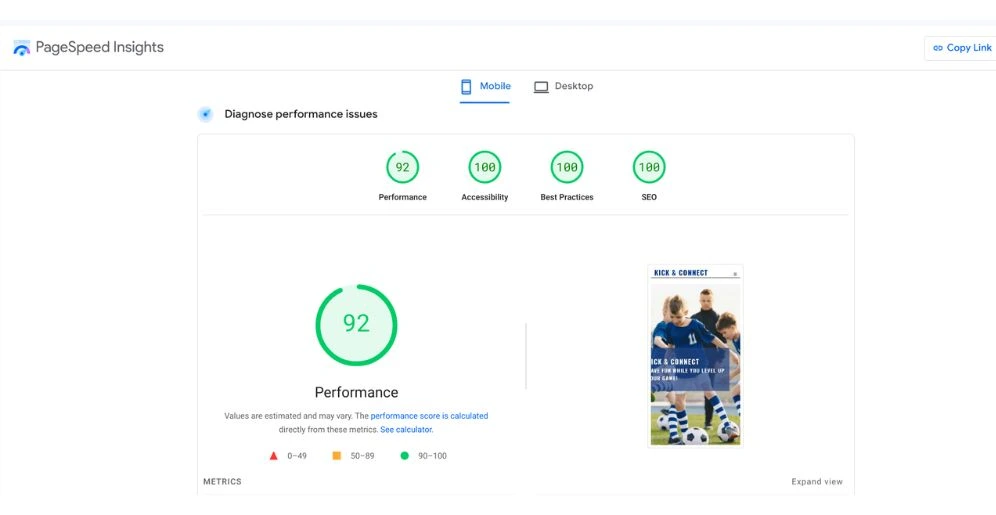 PageSpeed Insights
Copy Link
Mobile
Desktop
Diagnose performance issues
92
100
100
100
Performance
Accessibility
Best Practices
SEO
KICK & CONNECT
92
ICK & CONNECT
AVE FUN WHILE YOU LEVEL UP
OUR GAME!
Performance
Values are estimated and may vary. The performance score is calculated
directly from these metrics. See calculator.
0–49
50–89
90–100
METRICS
Expand view